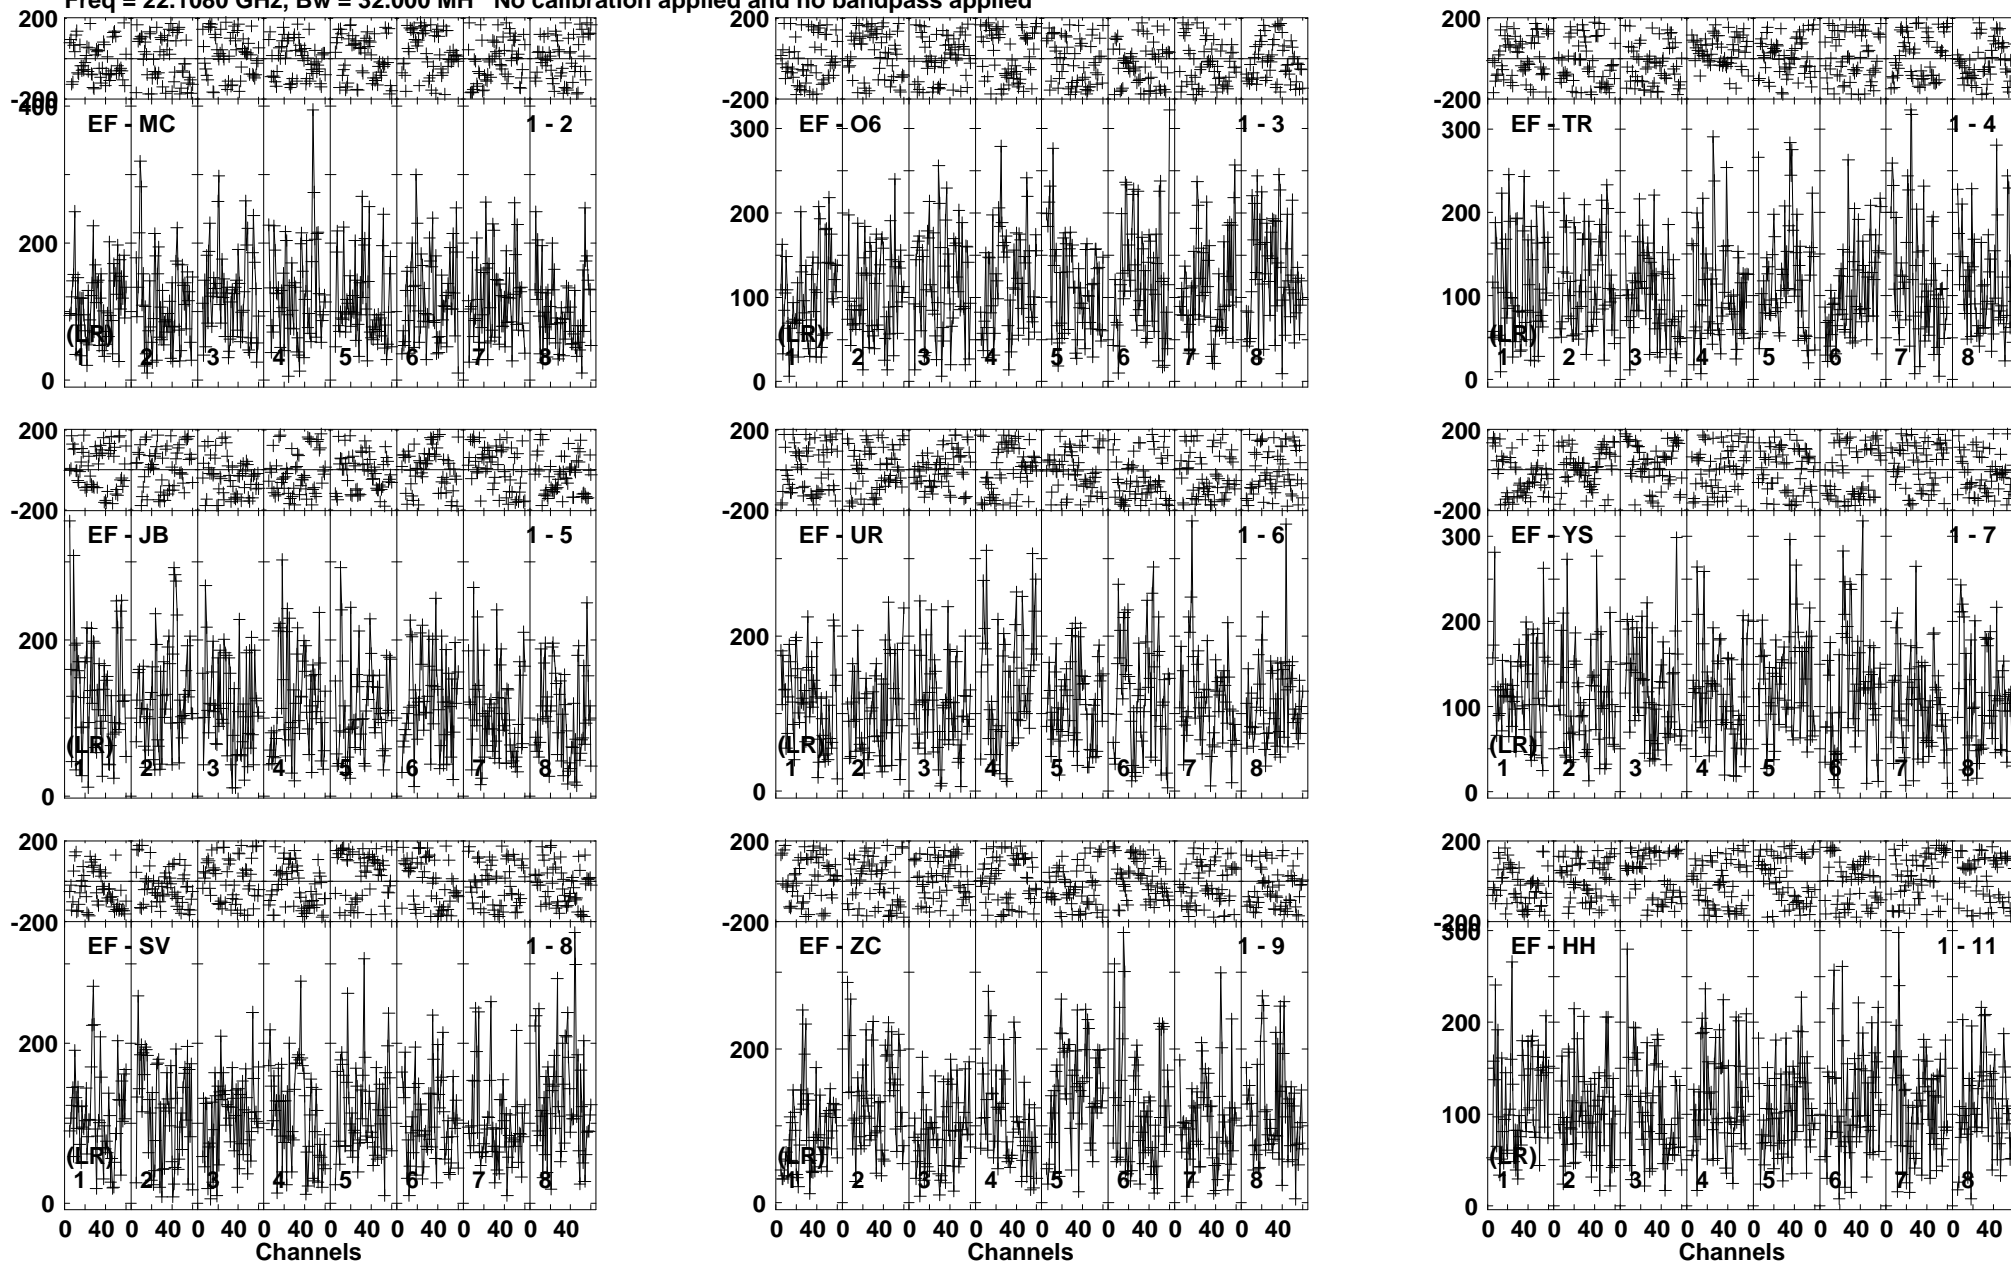 Freq = 22.1080 GHz, Bw = 32.000 MH No calibration applied and no bandpass applied
200 200 200
-200 -200 -200
400
EF - MC 1 - 2 EF - O6 1 - 3 EF - TR 1 - 4
300 300
200 200 200
100 100
(LR) (LR) (LR)
1 2 3 4 5 6 7 8 1 2 3 4 5 6 7 8 1 2 3 4 5 6 7 8
0 0 0
200 200 200
-200 -200 -200
EF - JB 1 - 5 EF - UR 1 - 6 EF - YS 1 - 7
300
200 200 200
100
(LR) (LR) (LR)
1 2 3 4 5 6 7 8 1 2 3 4 5 6 7 8 1 2 3 4 5 6 7 8
0 0 0
200 200 200
-200 -200 -200
300
EF - SV 1 - 8 EF - ZC 1 - 9 EF - HH 1 - 11
200 200 200
100
(LR) (LR) (LR)
1 2 3 4 5 6 7 8 1 2 3 4 5 6 7 8 1 2 3 4 5 6 7 8
0 0 0
0 40 0 40 0 40 0 40 0 40 0 40 0 40 0 40 0 40 0 40 0 40 0 40 0 40 0 40 0 40 0 40 0 40 0 40 0 40 0 40 0 40 0 40 0 40 0 40
Channels Channels Channels